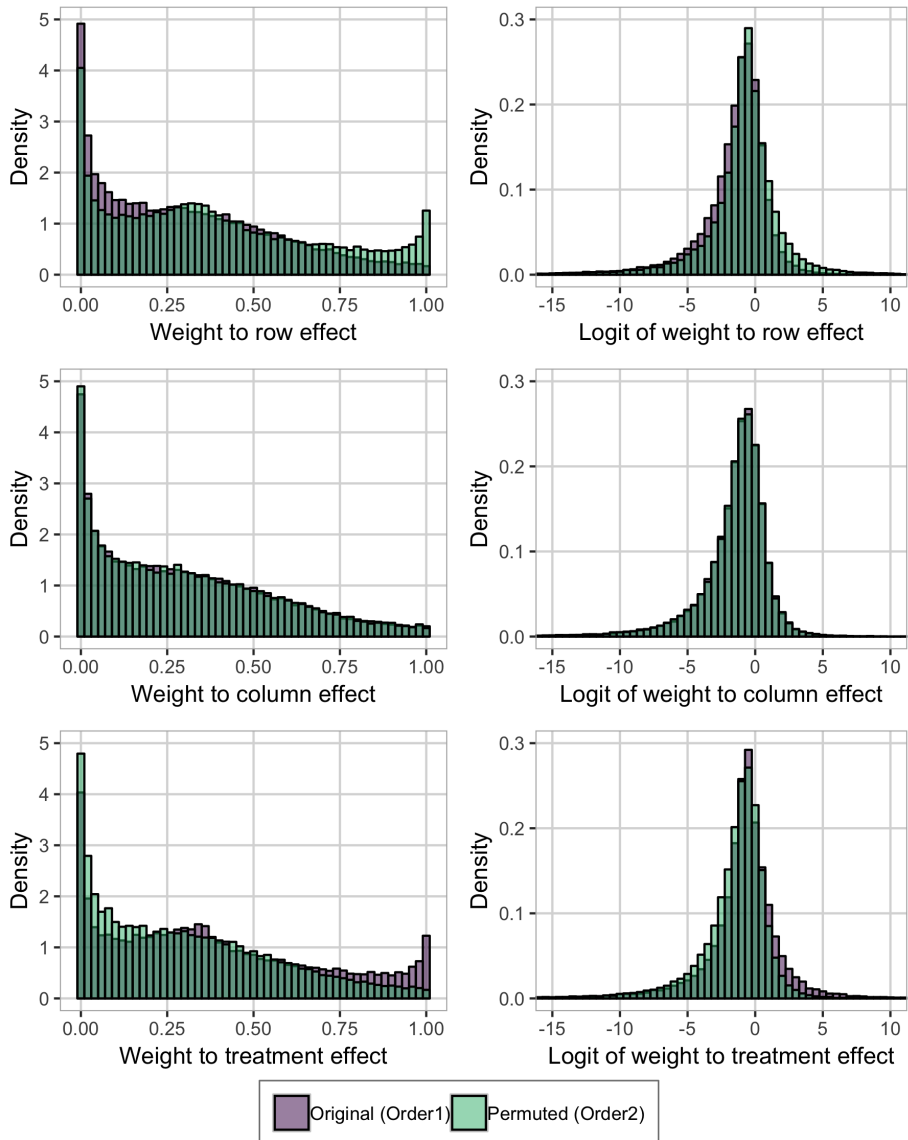 5
4
3
2
1
0
Density
0.00 0.25 0.50 0.75 1.00
Weight to row effect
0.3
0.2
0.1
0.0
Density
-15 -10 -5 0 5 10
Logit of weight to row effect
5
4
3
2
1
0
Density
0.00 0.25 0.50 0.75 1.00
Weight to column effect
0.3
0.2
0.1
0.0
Density
-15 -10 -5 0 5 10
Logit of weight to column effect
5
4
3
2
1
0
Density
0.00 0.25 0.50 0.75 1.00
Weight to treatment effect
0.3
0.2
0.1
0.0
Density
-15 -10 -5 0 5 10
Logit of weight to treatment effect
Original (Order1) Permuted (Order2)